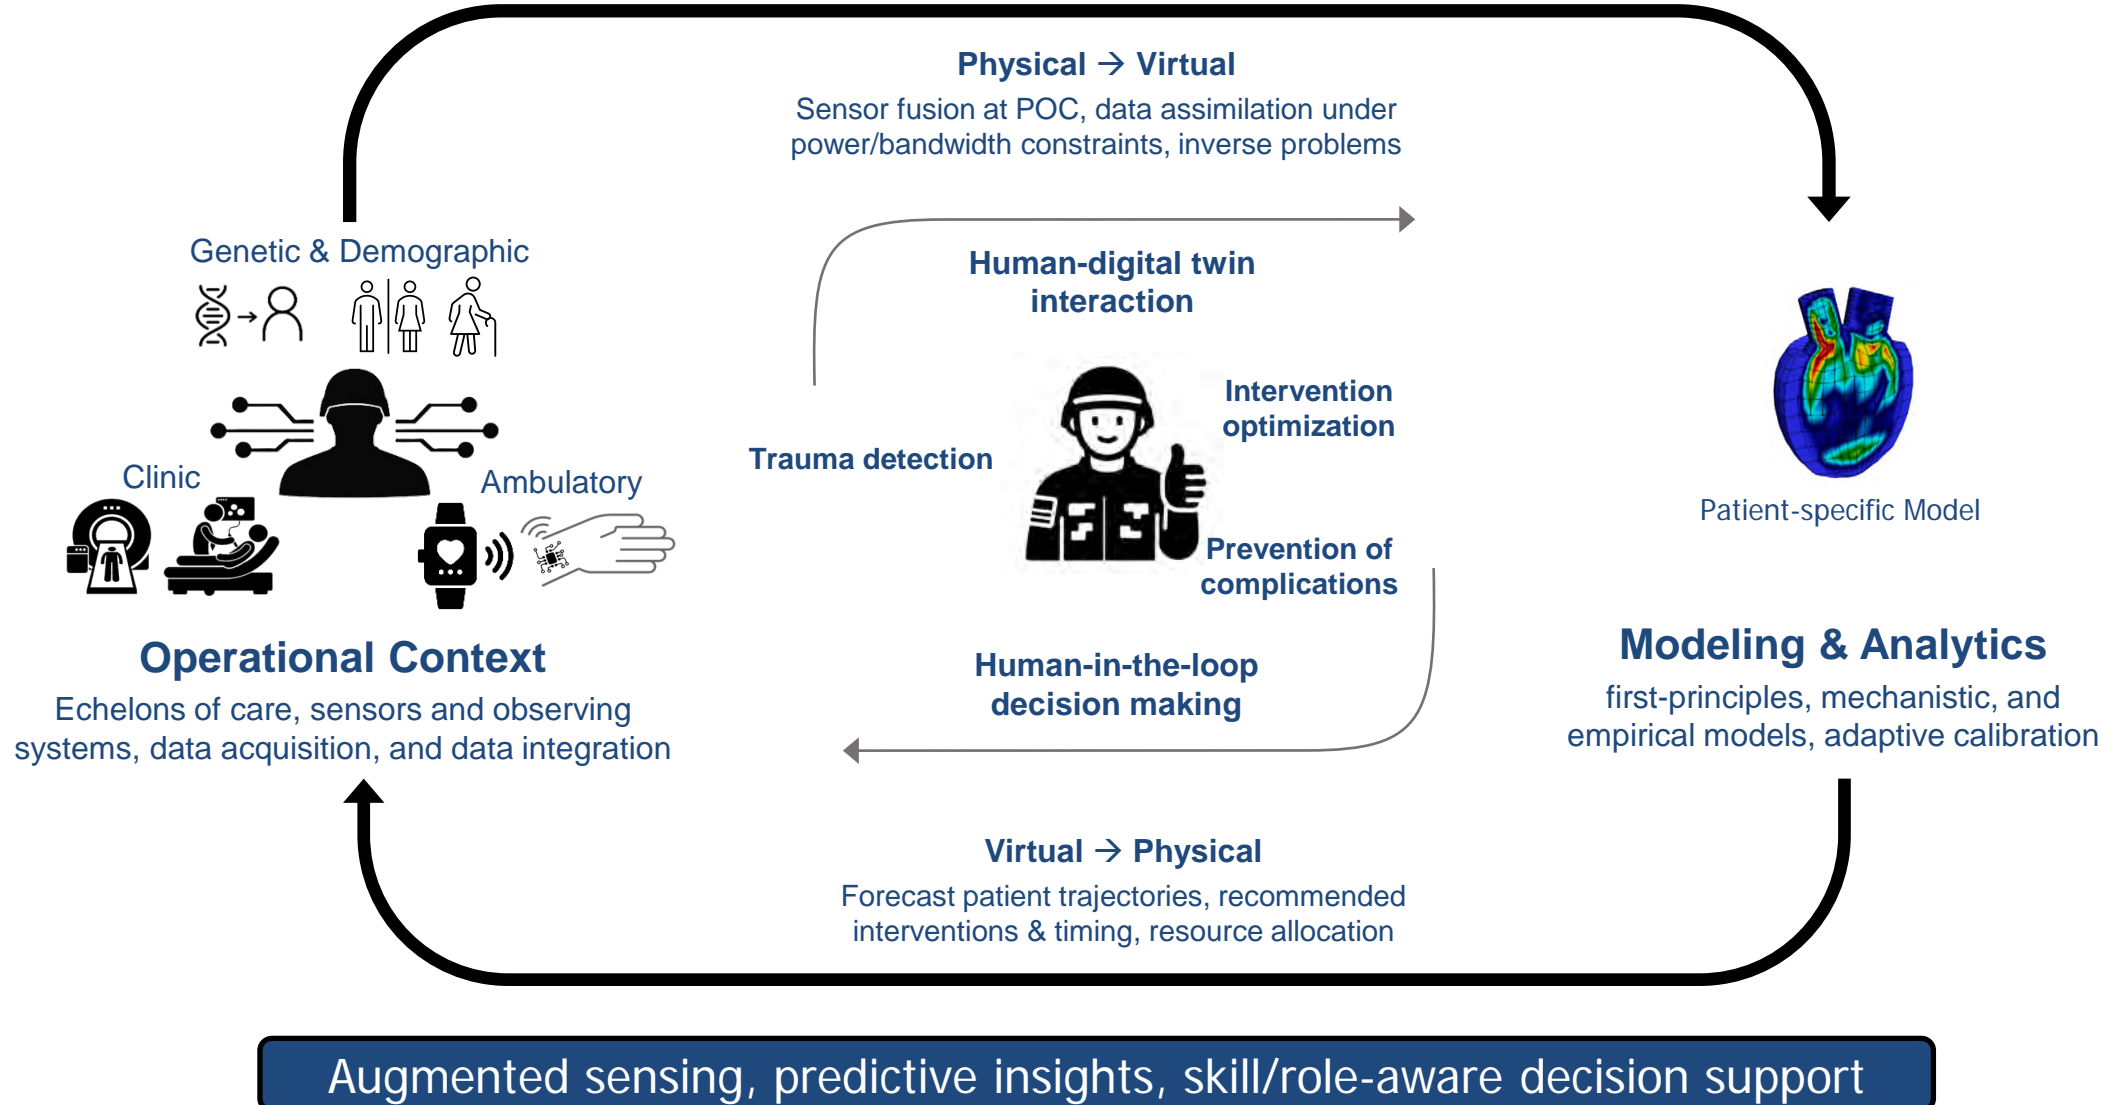 Physical → Virtual
Sensor fusion at POC, data assimilation under
power/bandwidth constraints, inverse problems
Genetic & Demographic
Clinic
Ambulatory
Operational Context
Echelons of care, sensors and observing
systems, data acquisition, and data integration
Human-digital twin
interaction
Trauma detection
Intervention
optimization
Prevention of
complications
Human-in-the-loop
decision making
Patient-specific Model
Modeling & Analytics
first-principles, mechanistic, and
empirical models, adaptive calibration
Virtual → Physical
Forecast patient trajectories, recommended
interventions & timing, resource allocation
Augmented sensing, predictive insights, skill/role-aware decision support